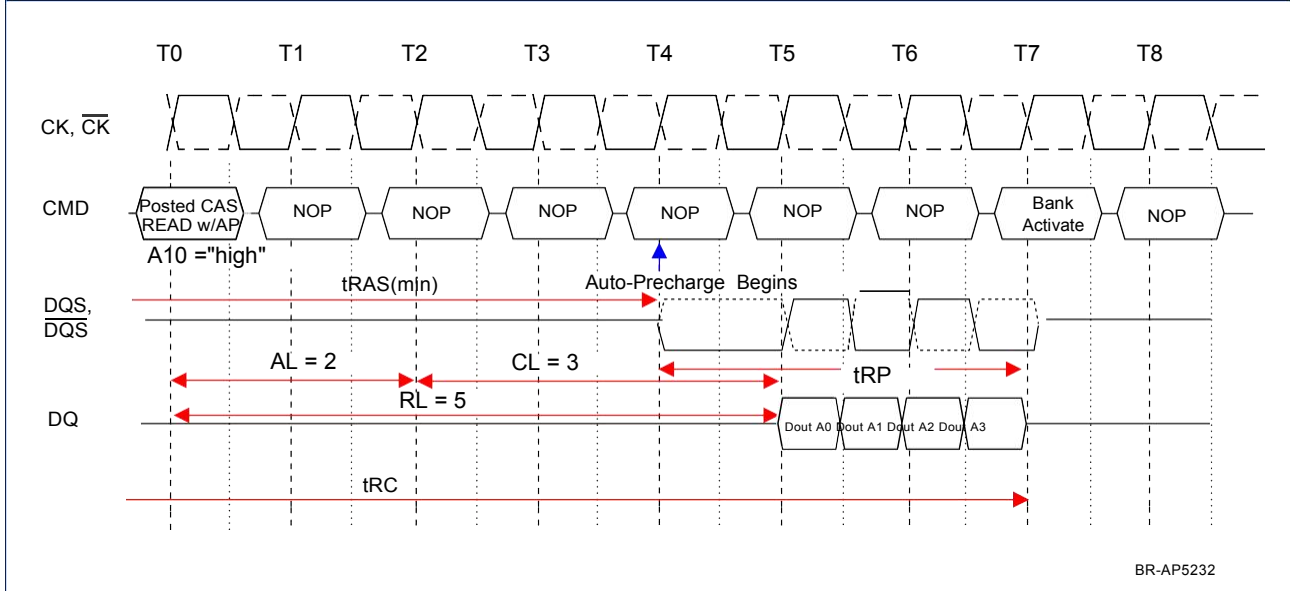 T0 T1 T2 T3 T4 T5 T6 T7 T8
CK, CK
CMD
Posted CAS
READ w/AP
NOP NOP NOP NOP NOP NOP
Bank
Activate
NOP
A10 ="high"
tRAS(min)
Auto-Precharge Begins
DQS,
DQS
AL = 2
CL = 3
tRP
RL = 5
DQ
Dout A0 Dout A1 Dout A2 Dout A3
tRC
BR-AP5232